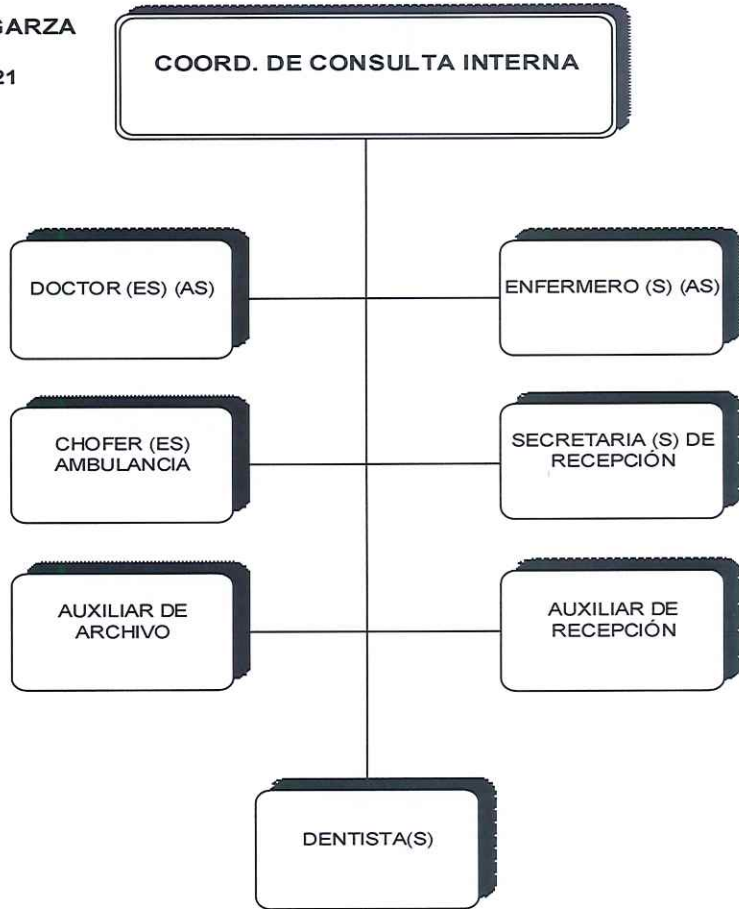 GARZA
21
COORD. DE CONSULTA INTERNA
DOCTOR (ES) (AS)
ENFERMERO (S) (AS)
CHOFER (ES)
AMBULANCIA
SECRETARIA (S) DE
RECEPCIÓN
AUXILIAR DE
ARCHIVO
AUXILIAR DE
RECEPCIÓN
DENTISTA(S)